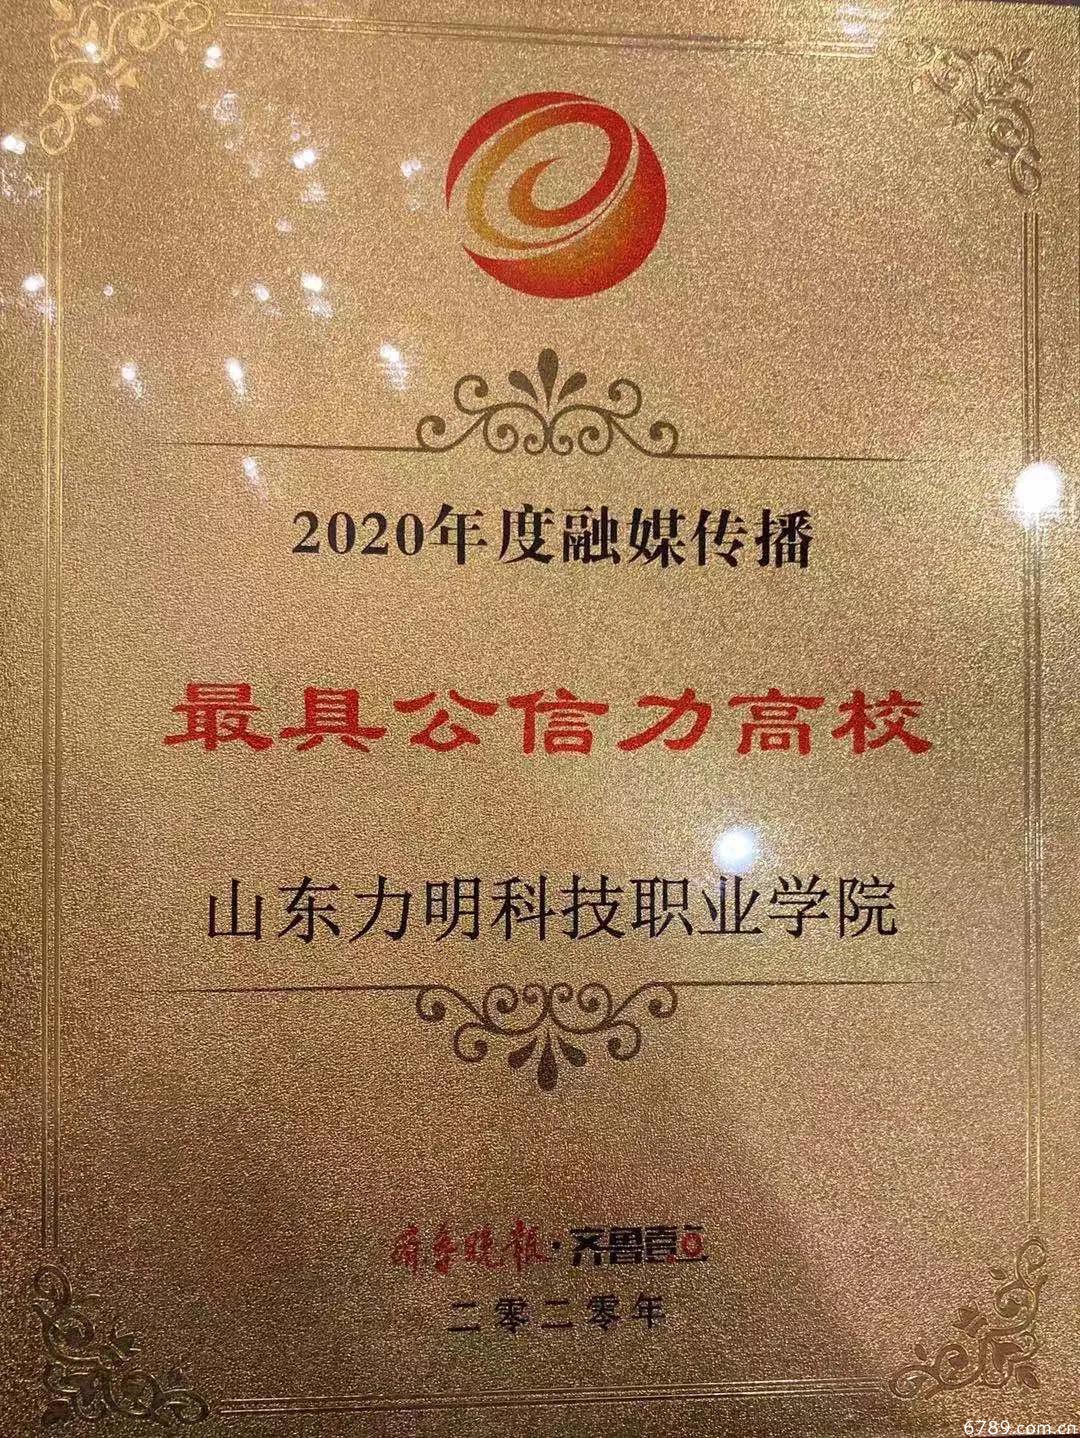 2020年度融媒传播
最具公信力高校
山东力明科技职业学院
齐鲁晚报·齐鲁壹点
二零二零年
6789.com.cn